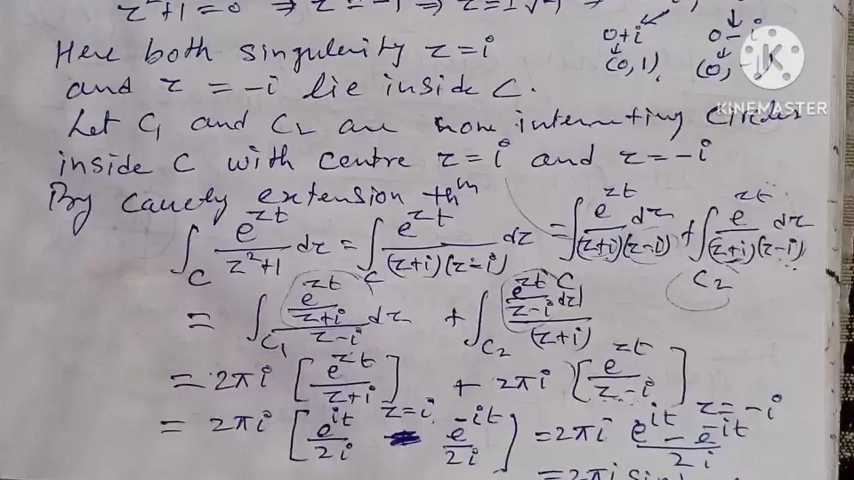 z²+1=0 ⇒ z²=-1 ⇒
0+i 0-i
Here both singularity z=i (0,1) (0,-1)
KINEMASTER
and z = -i lie inside C.
Let C₁ and C₂ are non intersecting circles
inside C with centre z=i and z=-i
By cauchy extension thm
∫_C e^{zt}/(z²+1) dz = ∫_C e^{zt}/((z+i)(z-i)) dz = ∫ e^{zt}/((z+i)(z-i)) dz + ∫_{C₂} e^{zt}/((z+i)(z-i)) dz
= ∫_{C₁} (e^{zt}/(z+i))/(z-i) dz + ∫_{C₂} (e^{zt}/(z-i) dz)/(z+i)
= 2πi [e^{zt}/(z+i)]_{z=i} + 2πi [e^{zt}/(z-i)]_{z=-i}
= 2πi [e^{it}/2i - e^{-it}/2i] = 2πi (e^{it} - e^{-it})/2i
= 2πi